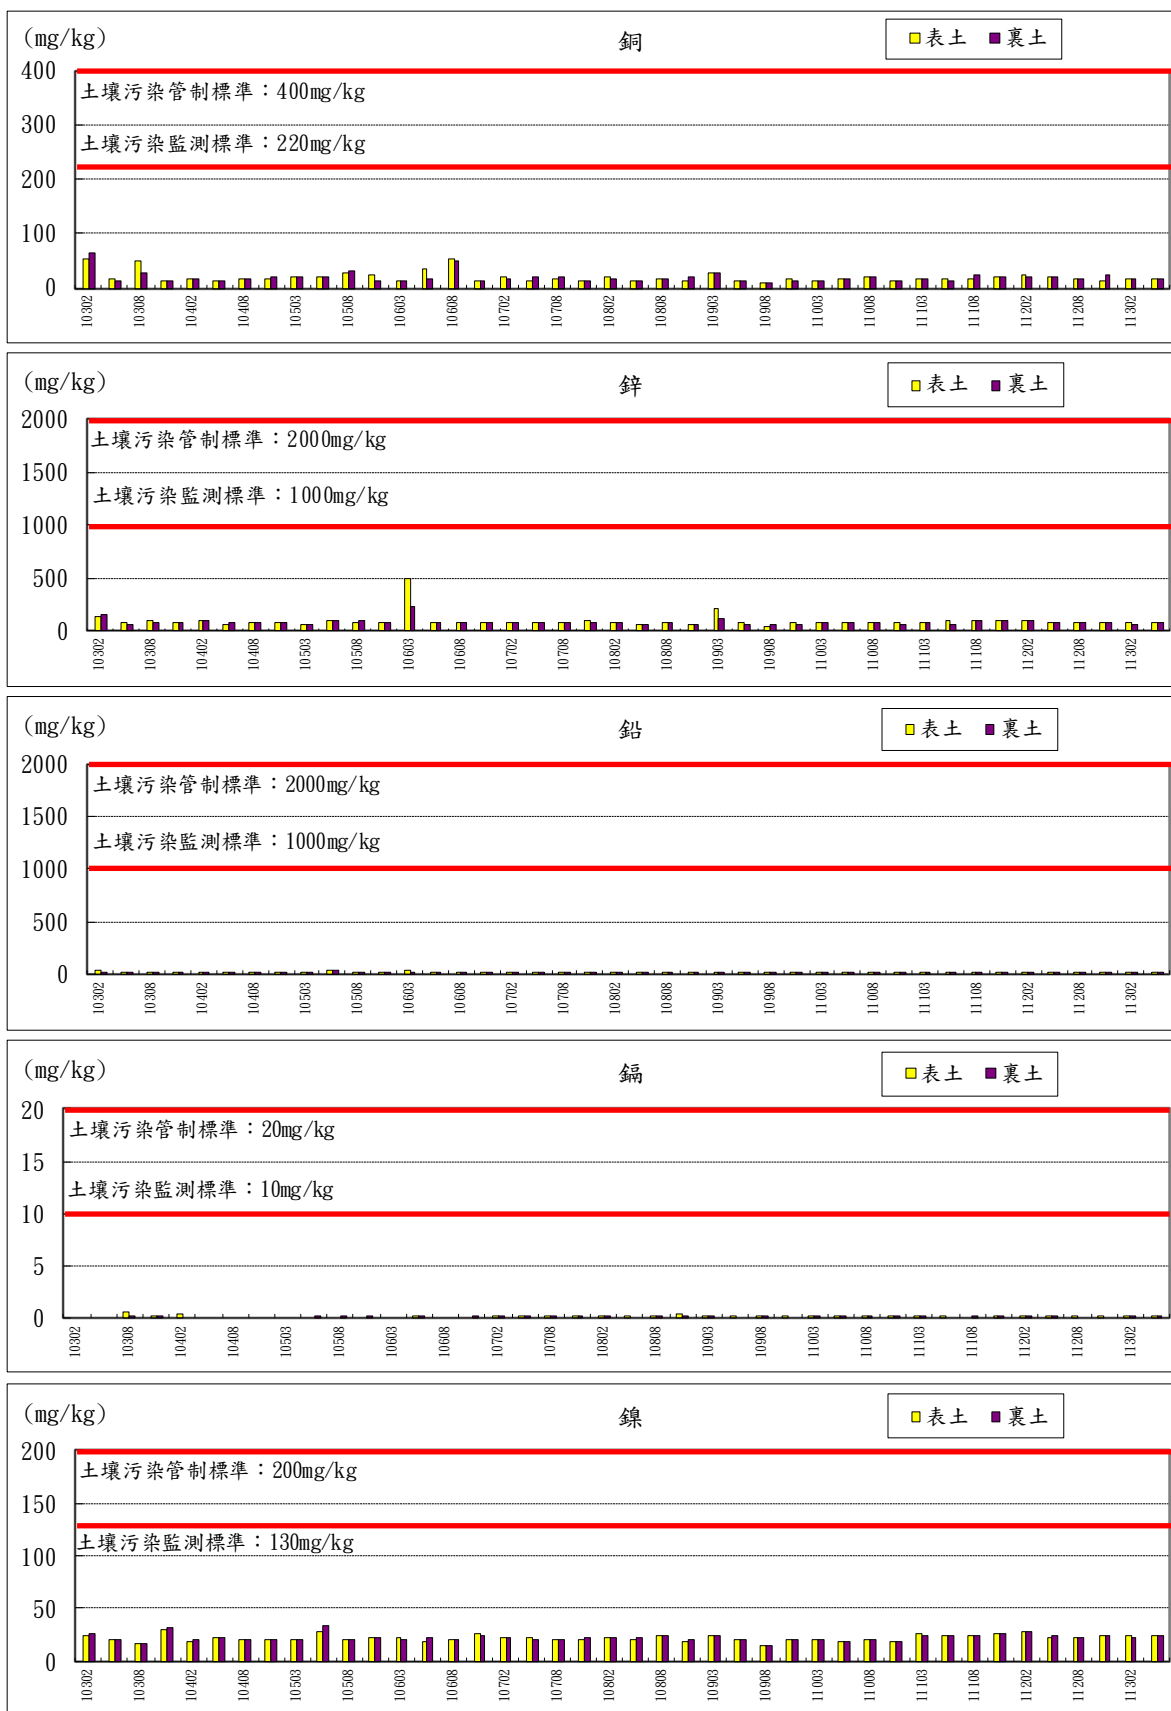 (mg/kg)
銅
表土 裏土
400
土壤污染管制標準：400mg/kg
300
土壤污染監測標準：220mg/kg
200
100
0
10302 10308 10402 10408 10503 10508 10603 10608 10702 10708 10802 10808 10903 10908 11003 11008 11103 11108 11202 11208 11302
(mg/kg)
鋅
表土 裏土
2000
土壤污染管制標準：2000mg/kg
1500
土壤污染監測標準：1000mg/kg
1000
500
0
10302 10308 10402 10408 10503 10508 10603 10608 10702 10708 10802 10808 10903 10908 11003 11008 11103 11108 11202 11208 11302
(mg/kg)
鉛
表土 裏土
2000
土壤污染管制標準：2000mg/kg
1500
土壤污染監測標準：1000mg/kg
1000
500
0
10302 10308 10402 10408 10503 10508 10603 10608 10702 10708 10802 10808 10903 10908 11003 11008 11103 11108 11202 11208 11302
(mg/kg)
鎘
表土 裏土
20
土壤污染管制標準：20mg/kg
15
土壤污染監測標準：10mg/kg
10
5
0
10302 10308 10402 10408 10503 10508 10603 10608 10702 10708 10802 10808 10903 10908 11003 11008 11103 11108 11202 11208 11302
(mg/kg)
鎳
表土 裏土
200
土壤污染管制標準：200mg/kg
150
土壤污染監測標準：130mg/kg
100
50
0
10302 10308 10402 10408 10503 10508 10603 10608 10702 10708 10802 10808 10903 10908 11003 11008 11103 11108 11202 11208 11302